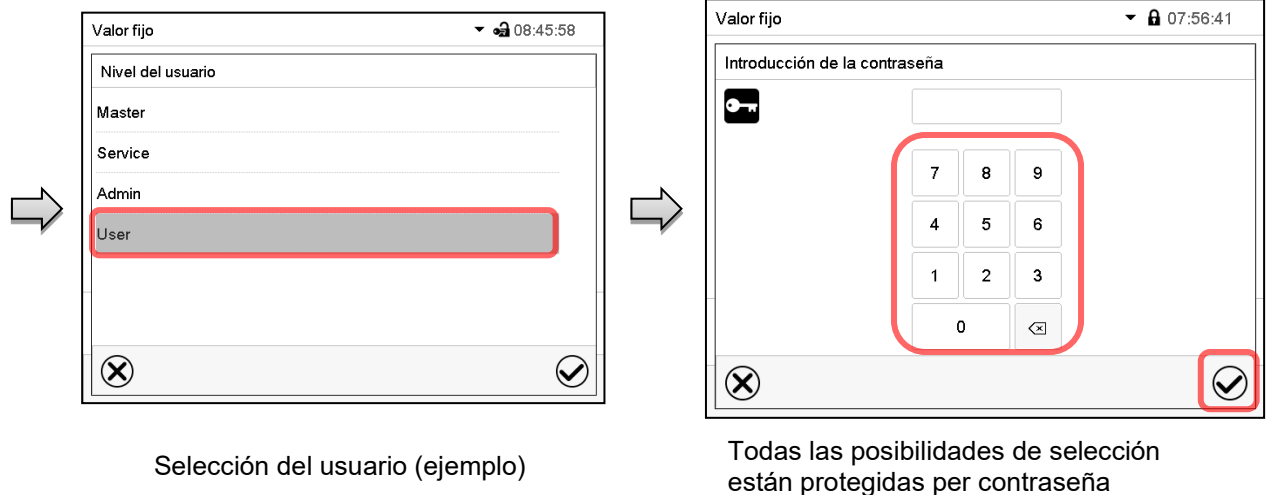 Valor fijo
08:45:58
Nivel del usuario
Master
Service
Admin
User
Selección del usuario (ejemplo)
Valor fijo
07:56:41
Introducción de la contraseña
7 8 9
4 5 6
1 2 3
0
Todas las posibilidades de selección
están protegidas per contraseña